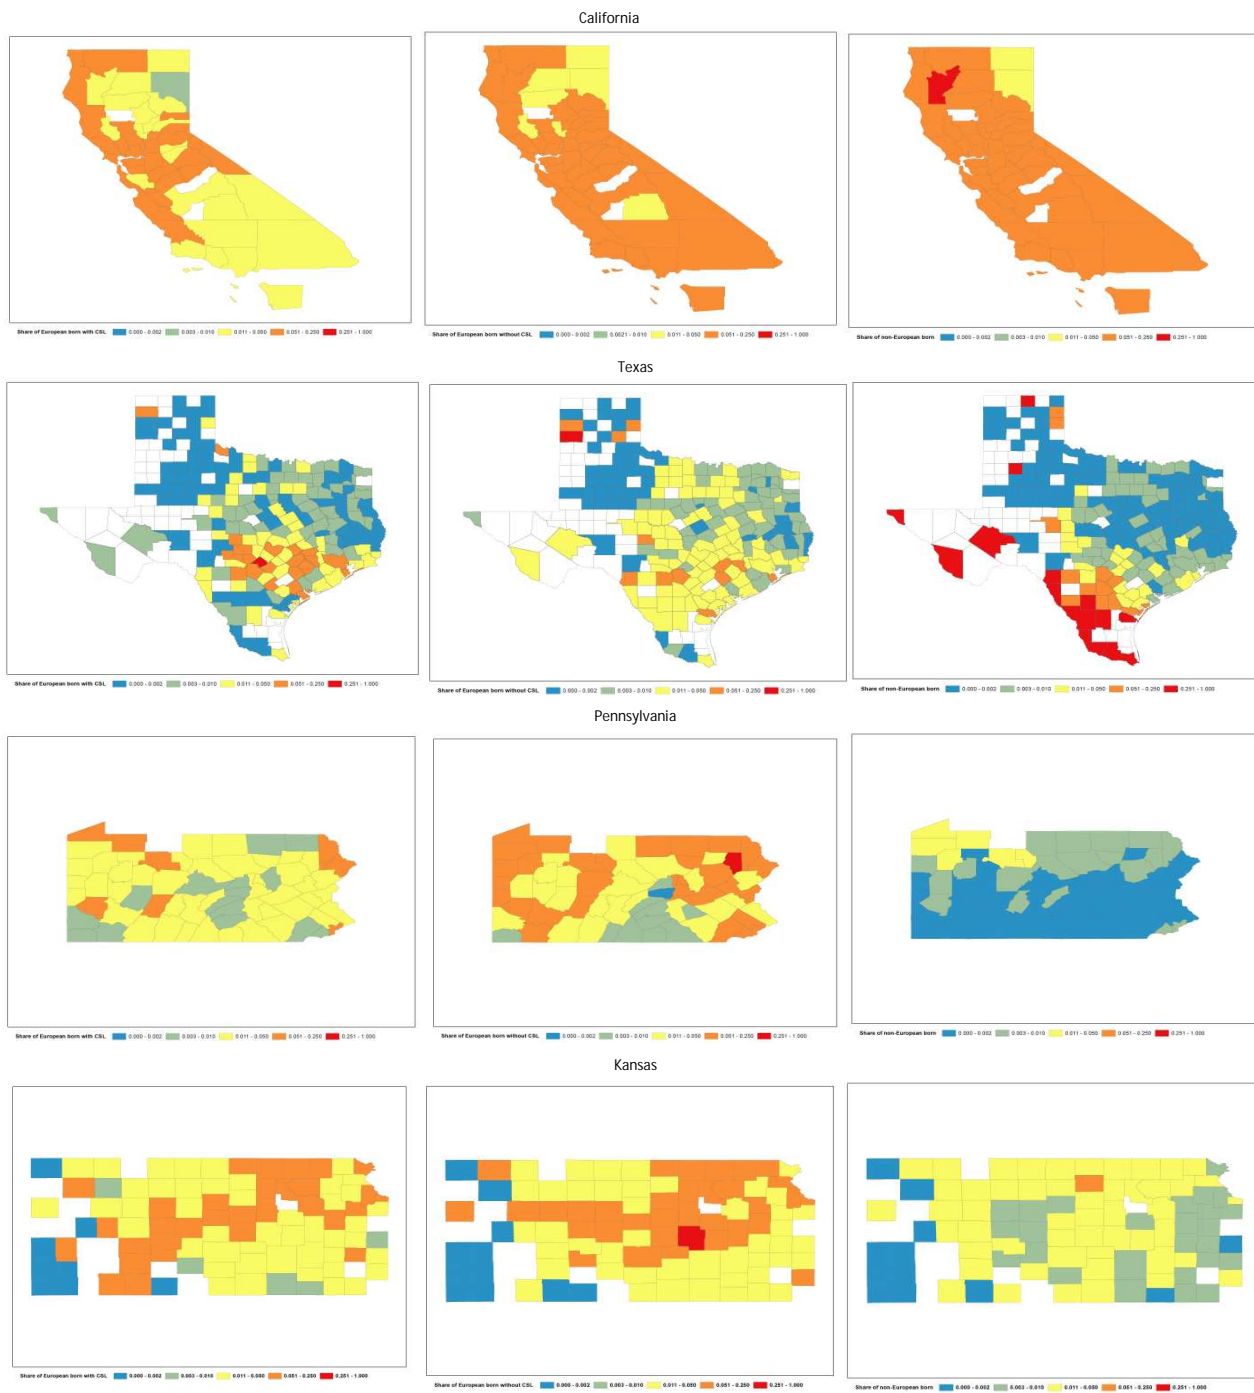 California
Share of European born with CSL 0.000 - 0.002 0.003 - 0.010 0.011 - 0.050 0.051 - 0.250 0.251 - 1.000
Share of European born without CSL 0.000 - 0.002 0.0021 - 0.010 0.011 - 0.050 0.051 - 0.250 0.251 - 1.000
Share of non-European born 0.000 - 0.002 0.003 - 0.010 0.011 - 0.050 0.051 - 0.250 0.251 - 1.000
Texas
Share of European born with CSL 0.000 - 0.002 0.003 - 0.010 0.011 - 0.050 0.051 - 0.250 0.251 - 1.000
Share of European born without CSL 0.000 - 0.002 0.003 - 0.010 0.011 - 0.050 0.051 - 0.250 0.251 - 1.000
Share of non-European born 0.000 - 0.002 0.003 - 0.010 0.011 - 0.050 0.051 - 0.250 0.251 - 1.000
Pennsylvania
Share of European born with CSL 0.000 - 0.002 0.003 - 0.010 0.011 - 0.050 0.051 - 0.250 0.251 - 1.000
Share of European born without CSL 0.000 - 0.002 0.003 - 0.010 0.011 - 0.050 0.051 - 0.250 0.251 - 1.000
Share of non-European born 0.000 - 0.002 0.003 - 0.010 0.011 - 0.050 0.051 - 0.250 0.251 - 1.000
Kansas
Share of European born with CSL 0.000 - 0.002 0.003 - 0.010 0.011 - 0.050 0.051 - 0.250 0.251 - 1.000
Share of European born without CSL 0.000 - 0.002 0.003 - 0.010 0.011 - 0.050 0.051 - 0.250 0.251 - 1.000
Share of non-European born 0.000 - 0.002 0.003 - 0.010 0.011 - 0.050 0.051 - 0.250 0.251 - 1.000